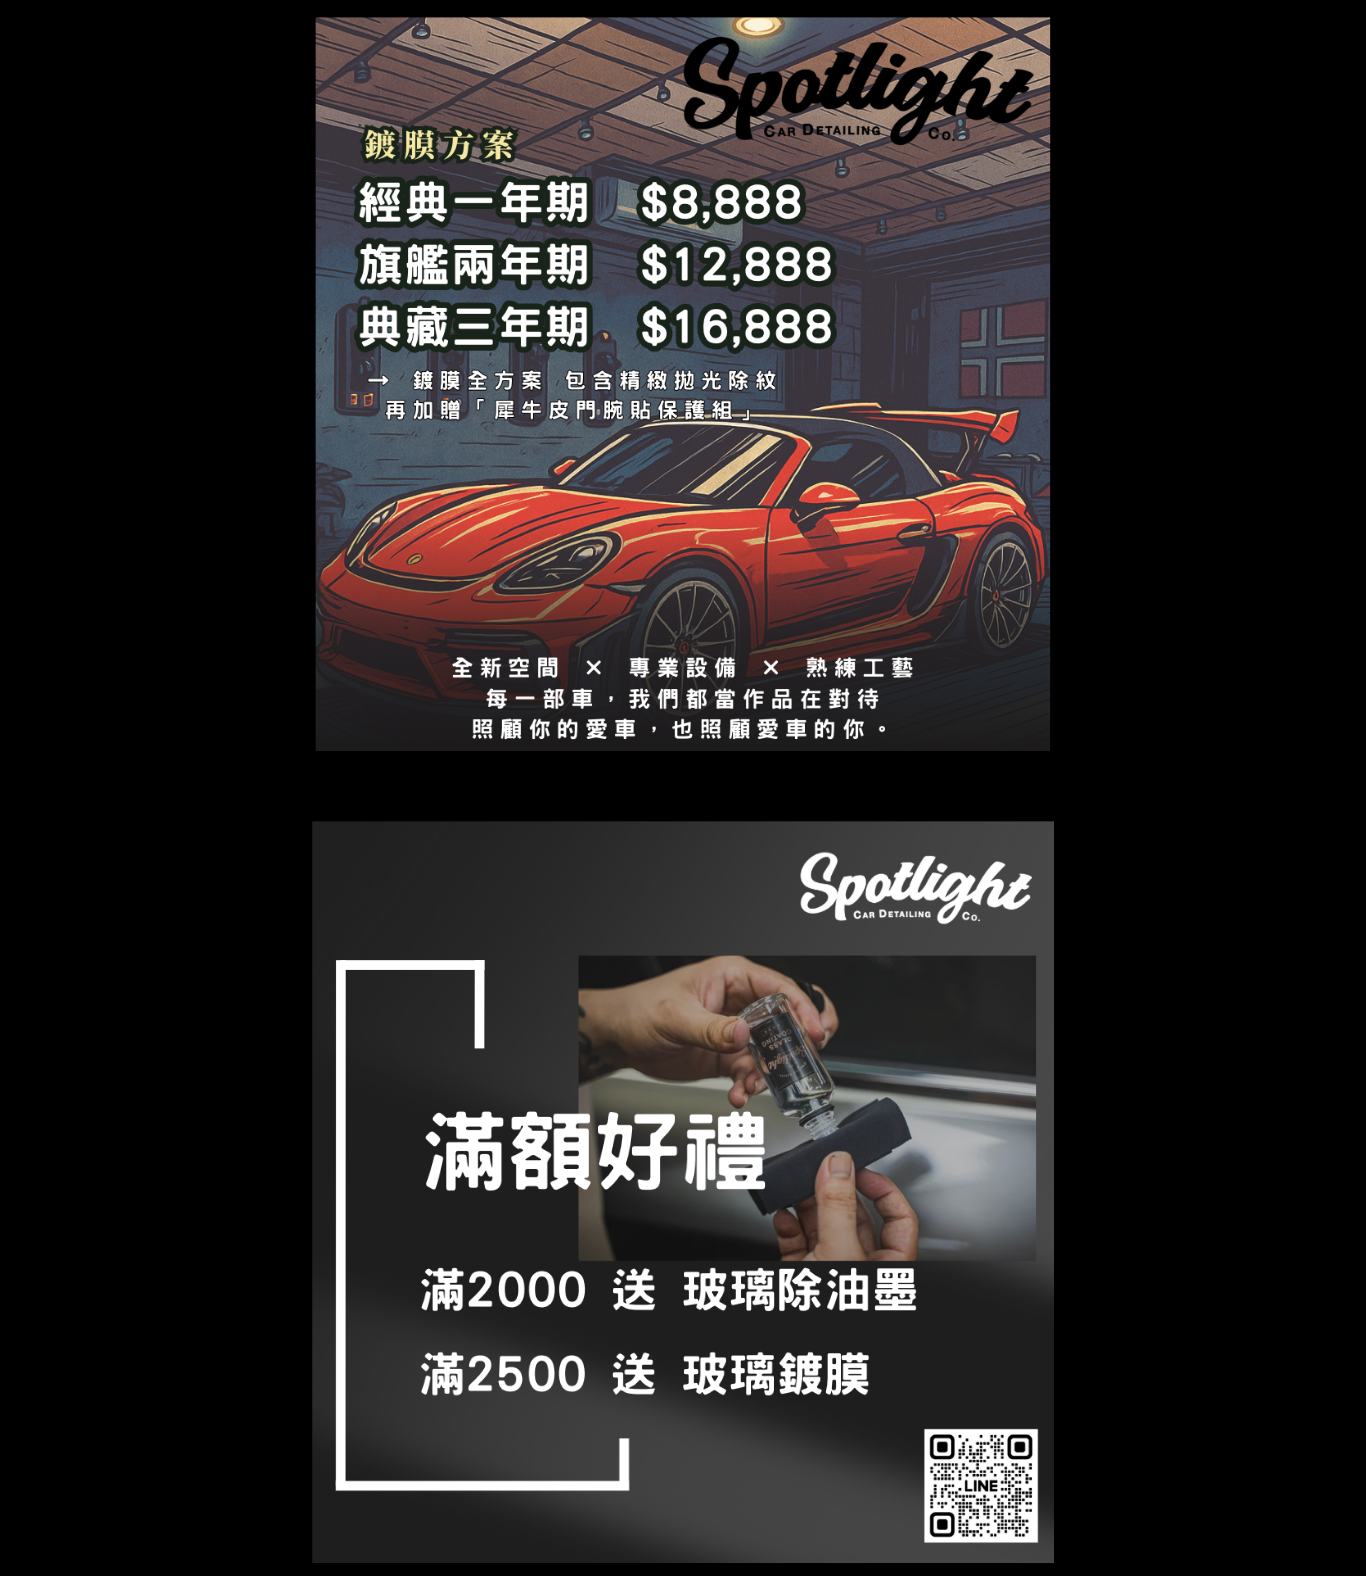 Spotlight
CAR DETAILING CO.
鍍膜方案
經典一年期 $8,888
旗艦兩年期 $12,888
典藏三年期 $16,888
→ 鍍膜全方案 包含精緻拋光除紋
再加贈「犀牛皮門腕貼保護組」
全新空間 × 專業設備 × 熟練工藝
每一部車，我們都當作品在對待
照顧你的愛車，也照顧愛車的你。
Spotlight
CAR DETAILING CO.
Spotlight
GLASS
COATING
滿額好禮
滿2000 送 玻璃除油墨
滿2500 送 玻璃鍍膜
LINE